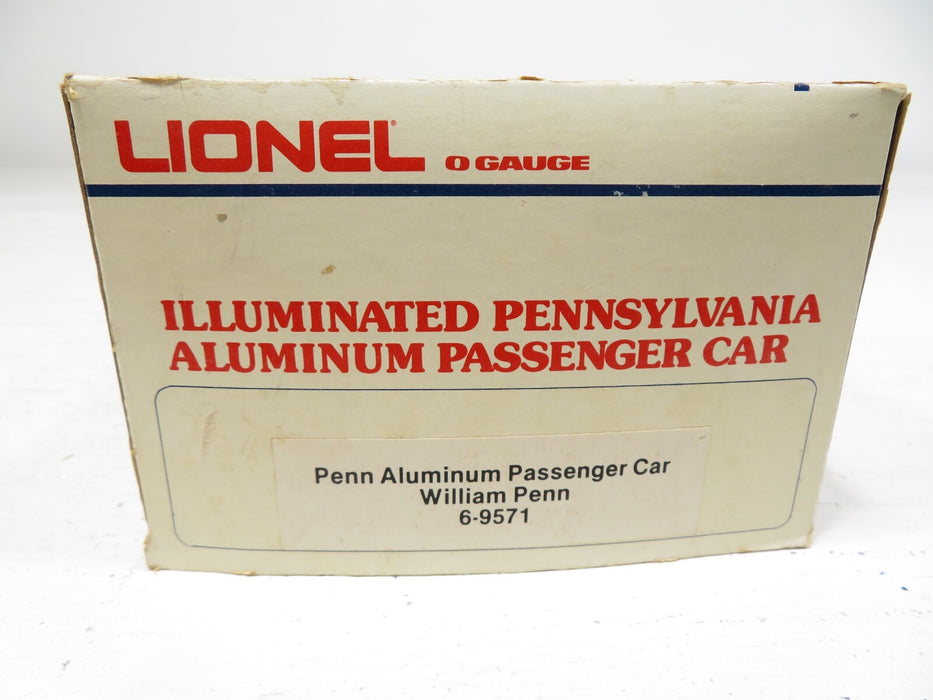 LIONEL® O GAUGE
ILLUMINATED PENNSYLVANIA
ALUMINUM PASSENGER CAR
Penn Aluminum Passenger Car
William Penn
6-9571